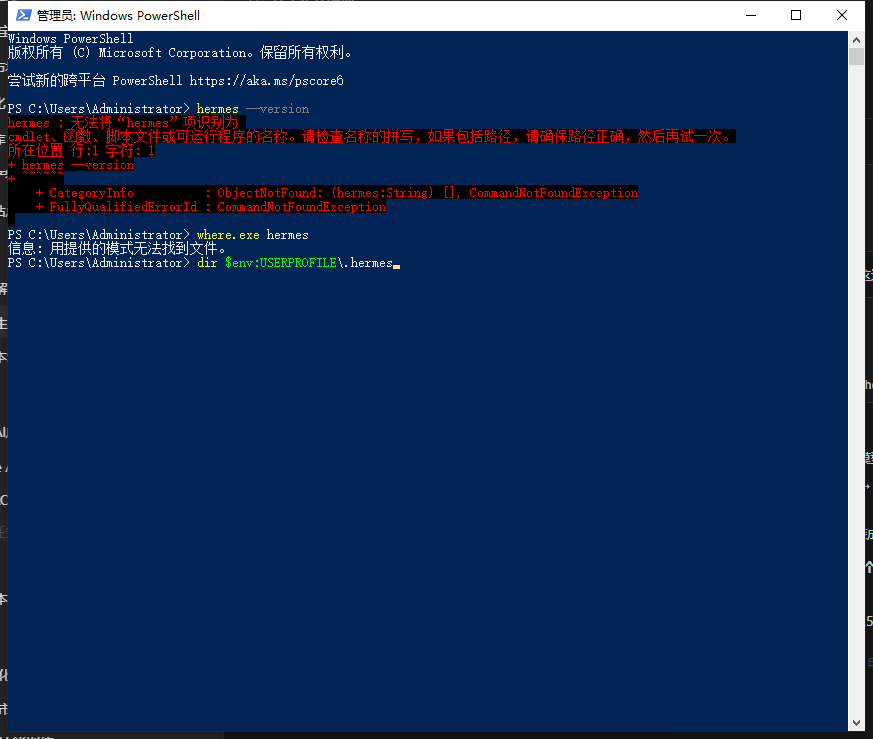 管理员: Windows PowerShell
Windows PowerShell
版权所有 (C) Microsoft Corporation。保留所有权利。
尝试新的跨平台 PowerShell https://aka.ms/pscore6
PS C:\Users\Administrator> hermes --version
hermes : 无法将“hermes”项识别为
cmdlet、函数、脚本文件或可运行程序的名称。请检查名称的拼写，如果包括路径，请确保路径正确，然后再试一次。
所在位置 行:1 字符: 1
+ hermes --version
+ ~~~~~~
+ CategoryInfo : ObjectNotFound: (hermes:String) [], CommandNotFoundException
+ FullyQualifiedErrorId : CommandNotFoundException
PS C:\Users\Administrator> where.exe hermes
信息: 用提供的模式无法找到文件。
PS C:\Users\Administrator> dir $env:USERPROFILE\.hermes